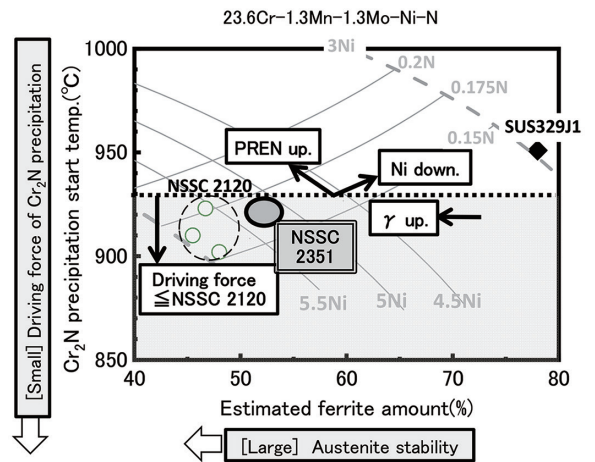 23.6Cr−1.3Mn−1.3Mo−Ni−N
[Small] Driving force of Cr2N precipitation
Cr2N precipitation start temp.(°C)
1000
950
900
850
3Ni
0.2N
0.175N
0.15N
SUS329J1
PREN up.
Ni down.
NSSC 2120
γ up.
NSSC
2351
Driving force
≦NSSC 2120
5.5Ni
5Ni
4.5Ni
40
50
60
70
80
Estimated ferrite amount(%)
[Large] Austenite stability